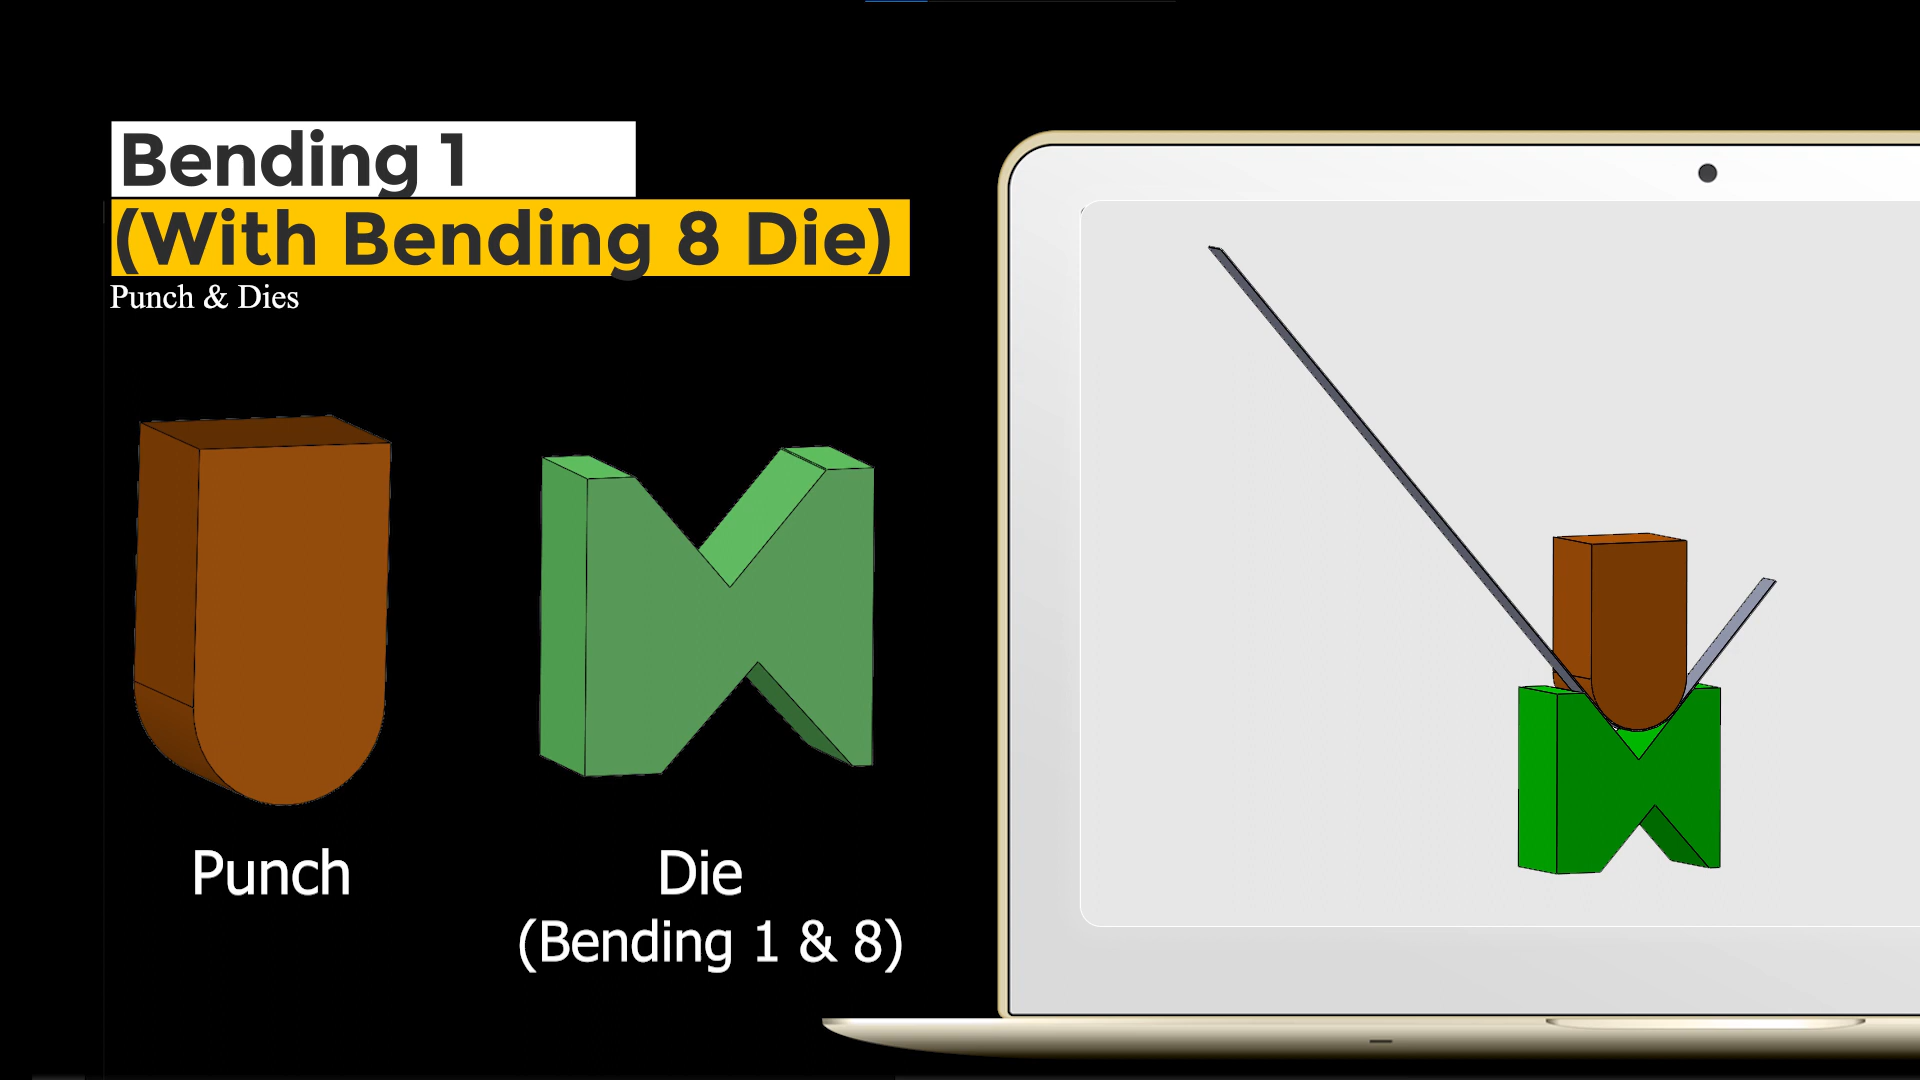 Bending 1
(With Bending 8 Die)
Punch & Dies
Punch
Die
(Bending 1 & 8)